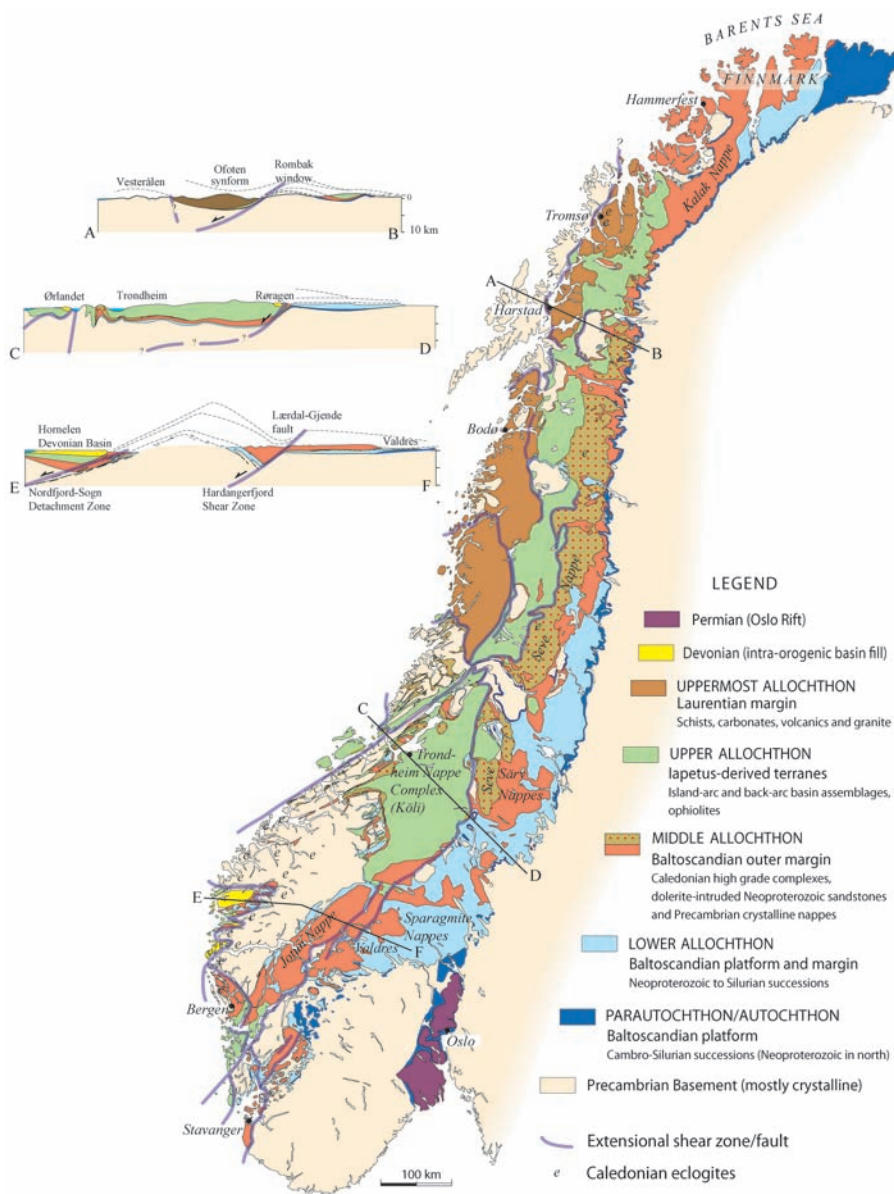 BARENTS SEA
FINNMARK
Hammerfest
Kalak Nappe
Tromsø
e
e
Vesterålen
Ofoten
synform
Rombak
window
0
A
B
10 km
?
?
?
A
Harstad
B
Ørlandet
Trondheim
Røragen
C
D
?
?
?
Bodø
e
Hornelen
Devonian Basin
Lærdal-Gjende
fault
Valdres
E
F
Nordfjord-Sogn
Detachment Zone
Hardangerfjord
Shear Zone
Nappe
Seve
C
Trond-
heim Nappe
Complex
(Köli)
Seve
Särv
Nappes
D
E
Jotun Nappe
Valdres
F
Sparagmite
Nappes
Bergen
Oslo
Stavanger
100 km
LEGEND
Permian (Oslo Rift)
Devonian (intra-orogenic basin fill)
UPPERMOST ALLOCHTHON
Laurentian margin
Schists, carbonates, volcanics and granite
UPPER ALLOCHTHON
Iapetus-derived terranes
Island-arc and back-arc basin assemblages,
ophiolites
MIDDLE ALLOCHTHON
Baltoscandian outer margin
Caledonian high grade complexes,
dolerite-intruded Neoproterozoic sandstones
and Precambrian crystalline nappes
LOWER ALLOCHTHON
Baltoscandian platform and margin
Neoproterozoic to Silurian successions
PARAUTOCHTHON/AUTOCHTHON
Baltoscandian platform
Cambro-Silurian successions (Neoproterozoic in north)
Precambrian Basement (mostly crystalline)
Extensional shear zone/fault
e Caledonian eclogites